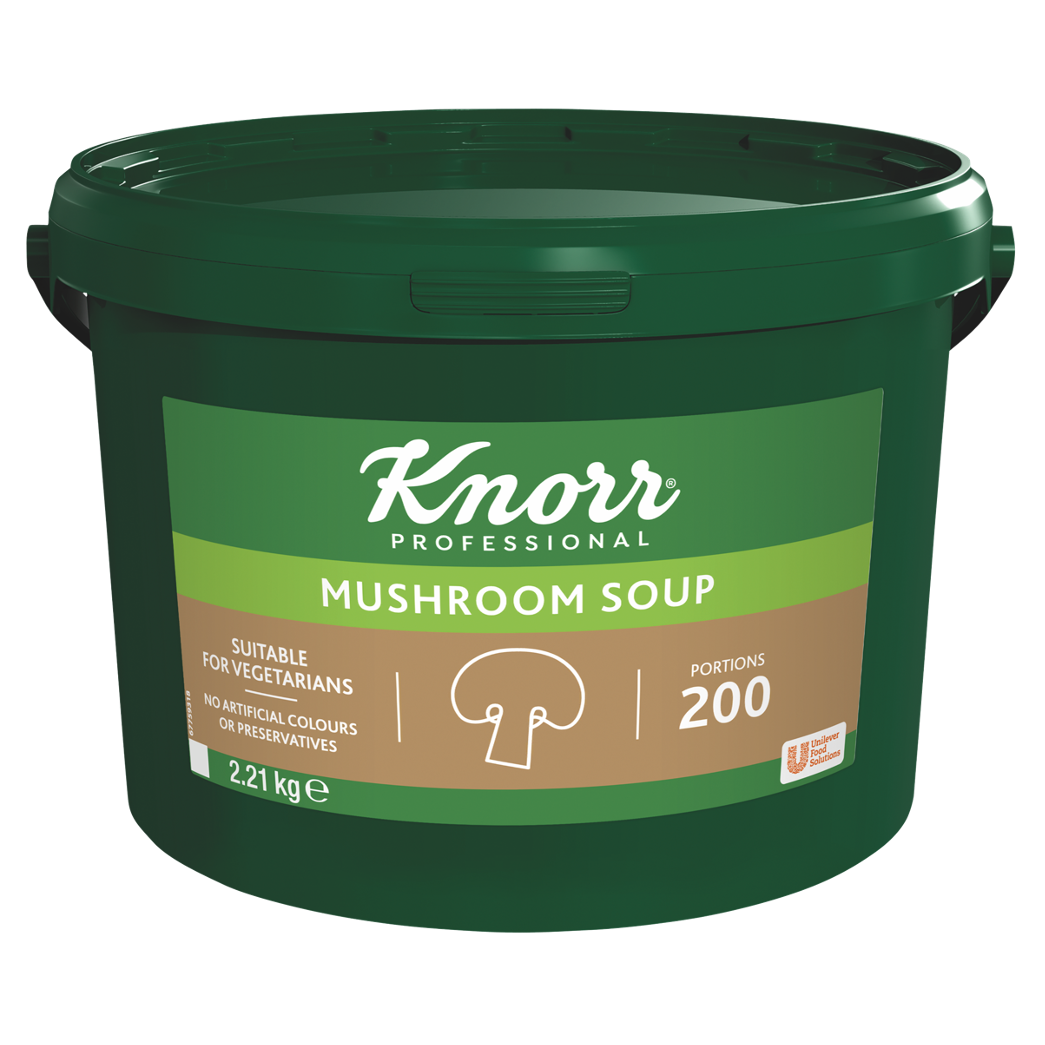 Knorr®
PROFESSIONAL
MUSHROOM SOUP
SUITABLE
FOR VEGETARIANS
NO ARTIFICIAL COLOURS
OR PRESERVATIVES
PORTIONS
200
67759318
2.21 kg ℮
Unilever
Food
Solutions